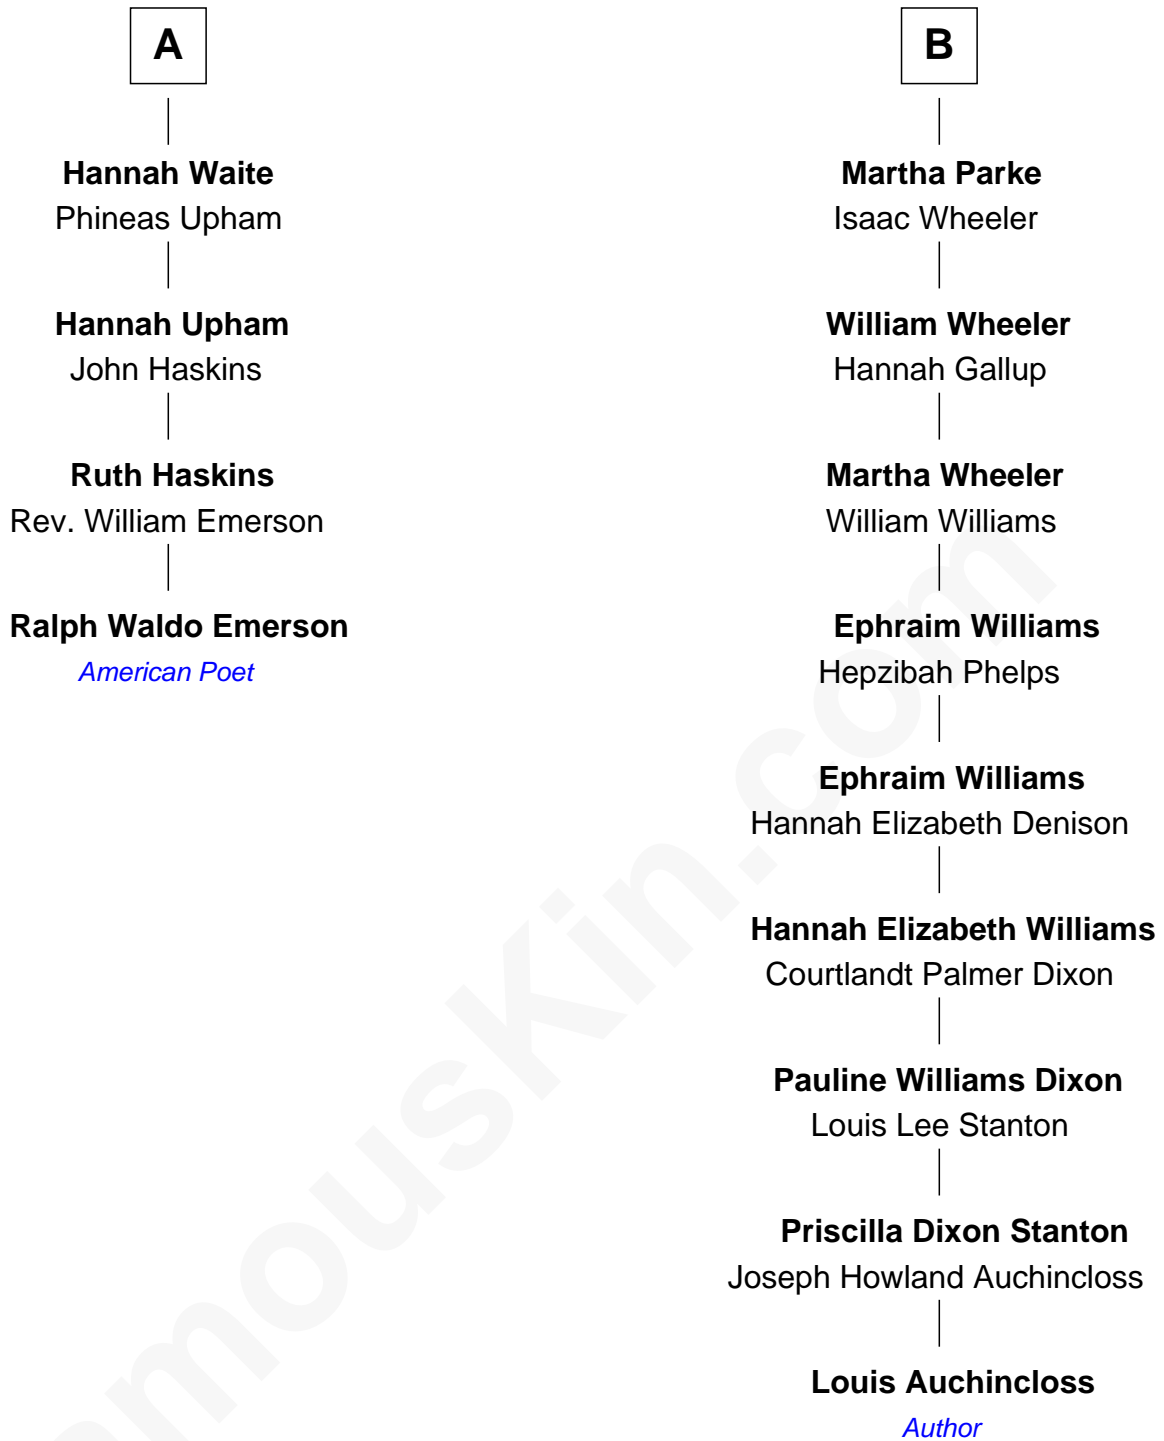 A
Hannah Waite
Phineas Upham
Hannah Upham
John Haskins
Ruth Haskins
Rev. William Emerson
Ralph Waldo Emerson
American Poet
B
Martha Parke
Isaac Wheeler
William Wheeler
Hannah Gallup
Martha Wheeler
William Williams
Ephraim Williams
Hepzibah Phelps
Ephraim Williams
Hannah Elizabeth Denison
Hannah Elizabeth Williams
Courtlandt Palmer Dixon
Pauline Williams Dixon
Louis Lee Stanton
Priscilla Dixon Stanton
Joseph Howland Auchincloss
Louis Auchincloss
Author
amouskin.com